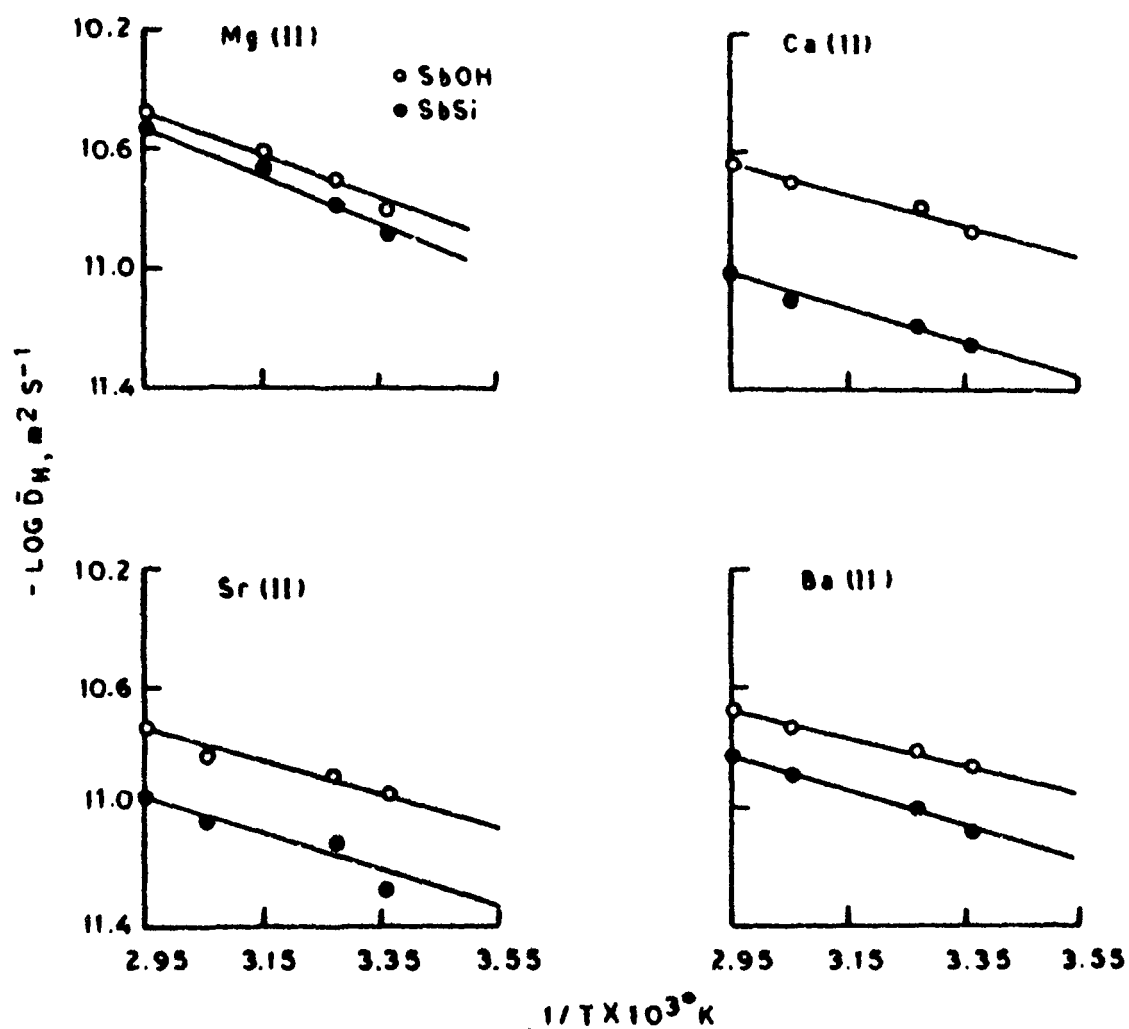 10.2
Mg (II)
Ca (II)
o SbOH
● SbSi
10.6
11.0
11.4
-LOG D̄H, m² S⁻¹
10.2
Sr (II)
Ba (II)
10.6
11.0
11.4
2.95 3.15 3.35 3.55
2.95 3.15 3.35 3.55
1/T X 10³°K